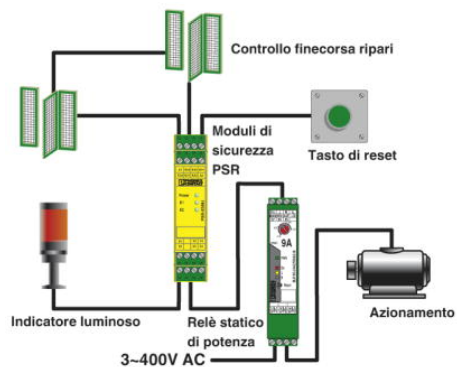 Controllo finecorsa ripari
Moduli di
sicurezza
PSR
Tasto di reset
9A
Indicatore luminoso
Relè statico
di potenza
Azionamento
3~400V AC